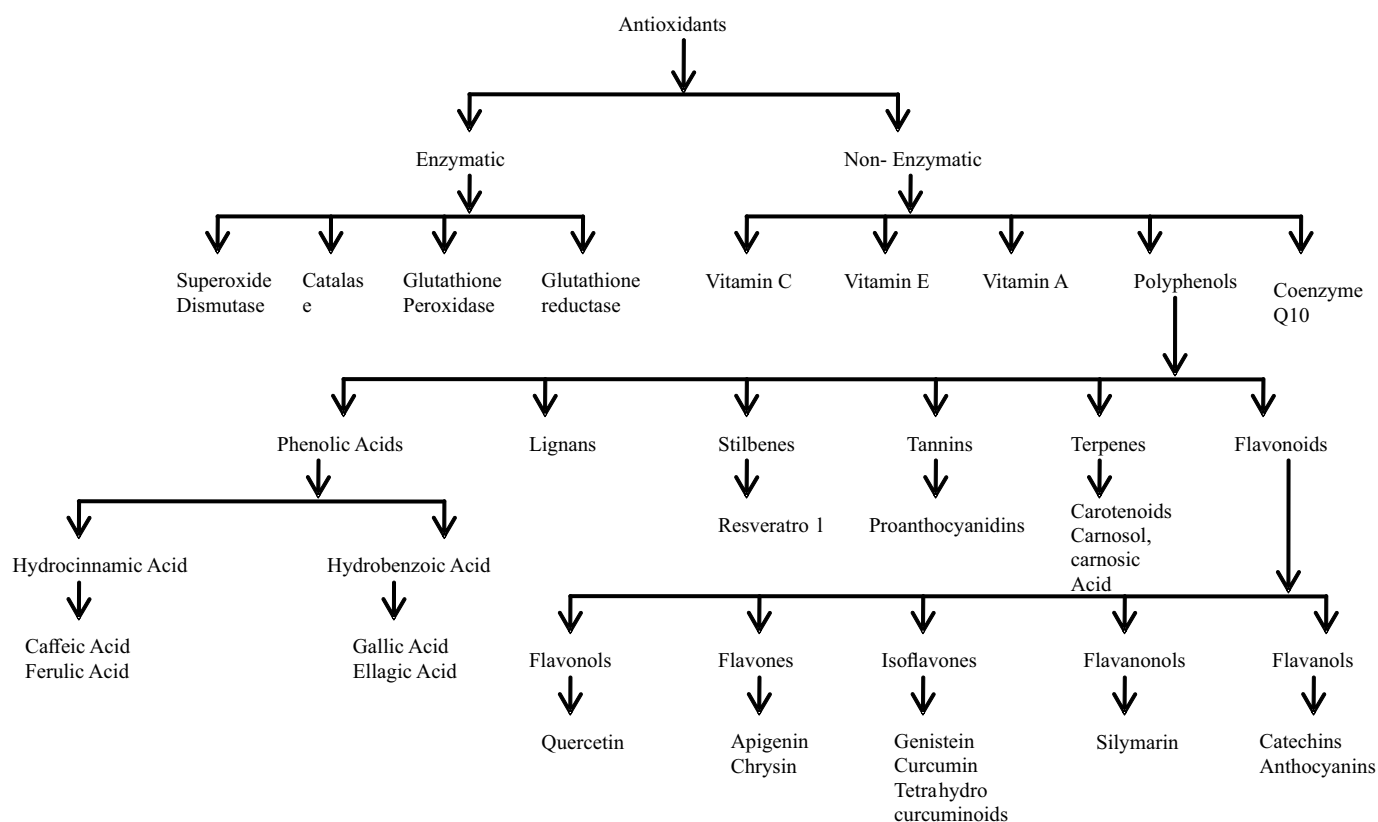 Antioxidants
Enzymatic
Non- Enzymatic
Superoxide
Dismutase
Catalas
e
Glutathione
Peroxidase
Glutathione
reductase
Vitamin C
Vitamin E
Vitamin A
Polyphenols
Coenzyme
Q10
Phenolic Acids
Lignans
Stilbenes
Tannins
Terpenes
Flavonoids
Resveratro l
Proanthocyanidins
Carotenoids
Carnosol,
carnosic
Acid
Hydrocinnamic Acid
Hydrobenzoic Acid
Caffeic Acid
Ferulic Acid
Gallic Acid
Ellagic Acid
Flavonols
Flavones
Isoflavones
Flavanonols
Flavanols
Quercetin
Apigenin
Chrysin
Genistein
Curcumin
Tetrahydro
curcuminoids
Silymarin
Catechins
Anthocyanins